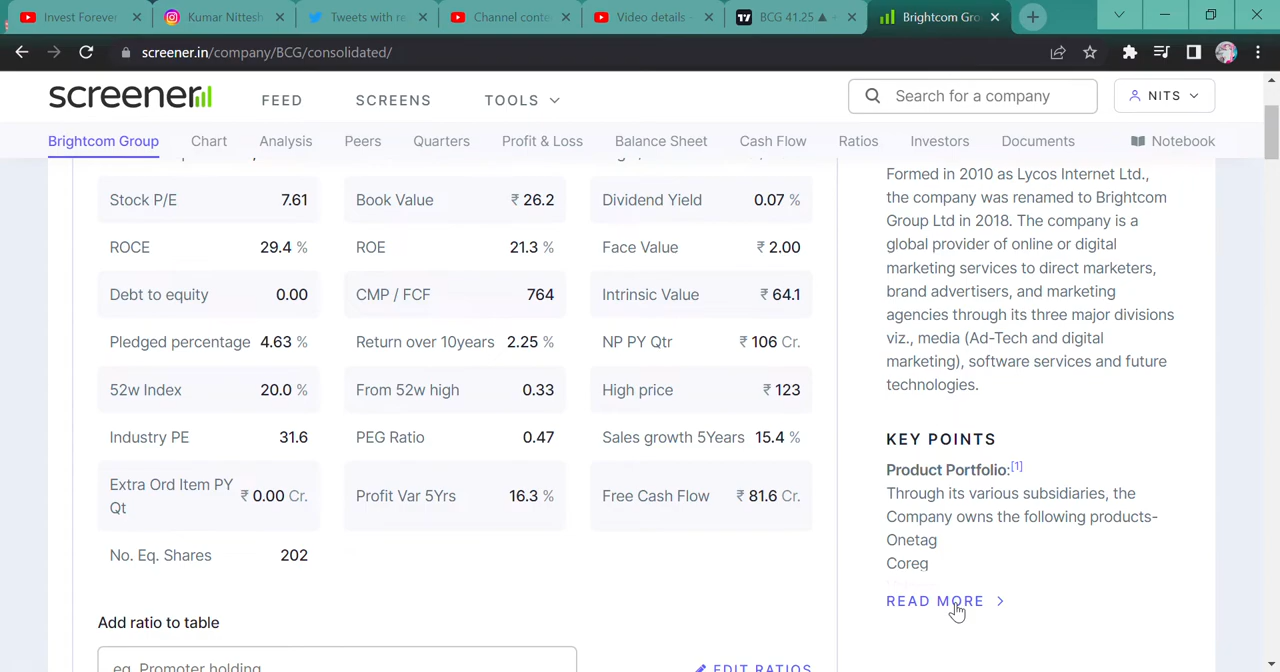 Invest Forever
Kumar Nittesh
Tweets with re
Channel conte
Video details -
BCG 41.25 ▲ -
Brightcom Gro
screener.in/company/BCG/consolidated/
screener
FEED
SCREENS
TOOLS
Search for a company
NITS
Brightcom Group
Chart
Analysis
Peers
Quarters
Profit & Loss
Balance Sheet
Cash Flow
Ratios
Investors
Documents
Notebook
Stock P/E 7.61
Book Value ₹ 26.2
Dividend Yield 0.07 %
ROCE 29.4 %
ROE 21.3 %
Face Value ₹ 2.00
Debt to equity 0.00
CMP / FCF 764
Intrinsic Value ₹ 64.1
Pledged percentage 4.63 %
Return over 10years 2.25 %
NP PY Qtr ₹ 106 Cr.
52w Index 20.0 %
From 52w high 0.33
High price ₹ 123
Industry PE 31.6
PEG Ratio 0.47
Sales growth 5Years 15.4 %
Extra Ord Item PY
Qt ₹ 0.00 Cr.
Profit Var 5Yrs 16.3 %
Free Cash Flow ₹ 81.6 Cr.
No. Eq. Shares 202
Add ratio to table
eg. Promoter holding
EDIT RATIOS
Formed in 2010 as Lycos Internet Ltd.,
the company was renamed to Brightcom
Group Ltd in 2018. The company is a
global provider of online or digital
marketing services to direct marketers,
brand advertisers, and marketing
agencies through its three major divisions
viz., media (Ad-Tech and digital
marketing), software services and future
technologies.
KEY POINTS
Product Portfolio:[1]
Through its various subsidiaries, the
Company owns the following products-
Onetag
Coreg
READ MORE